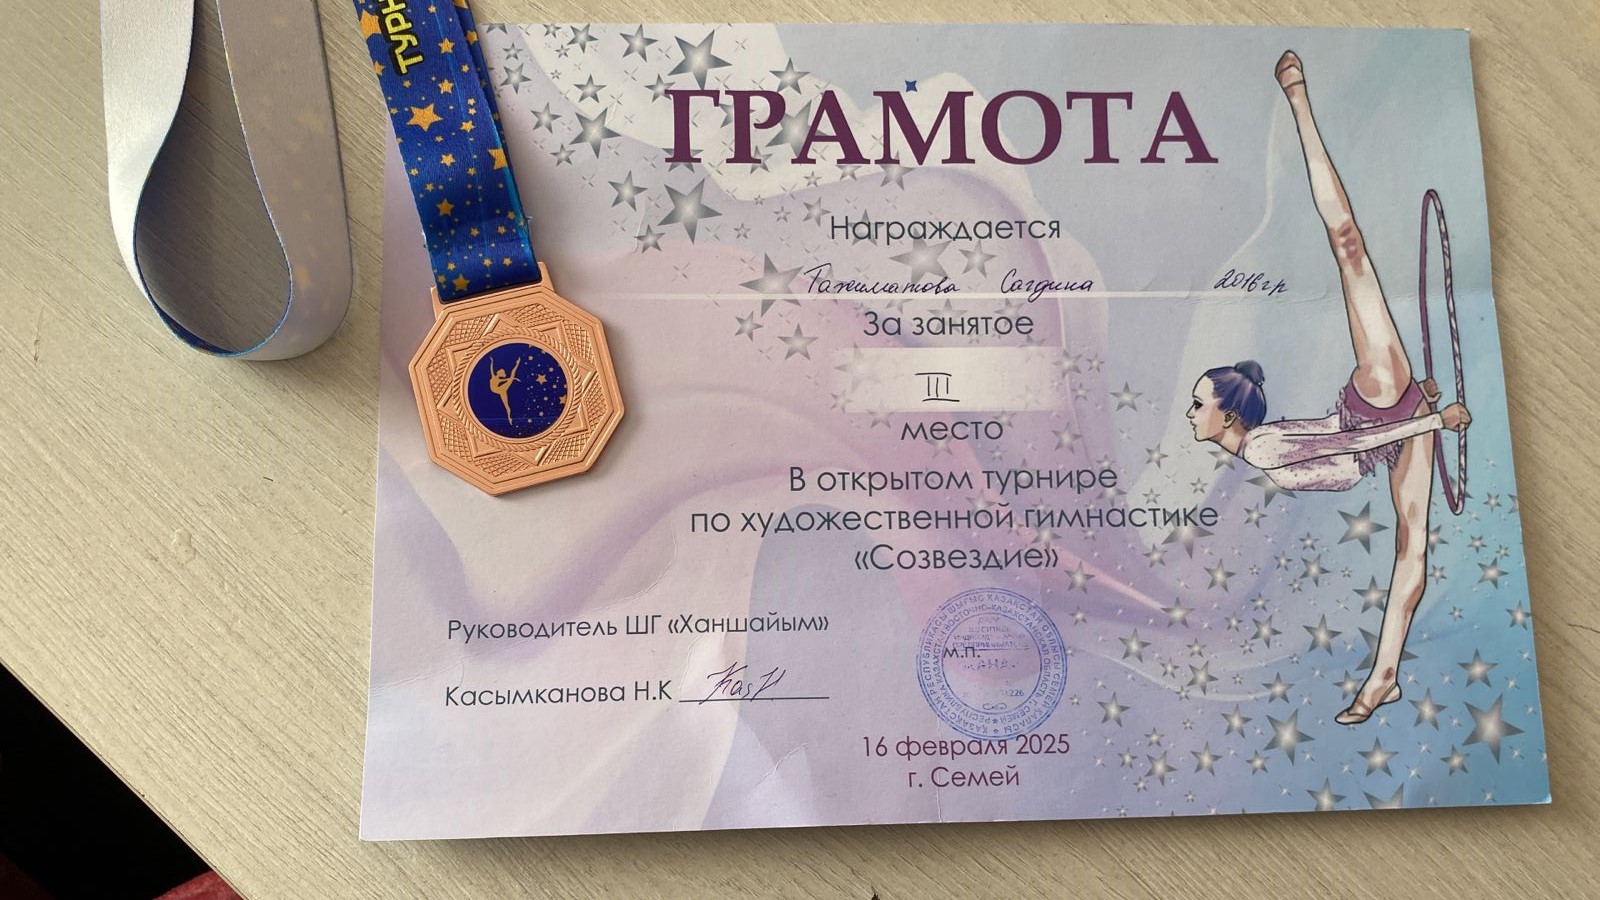 ТУРН
ГРАМОТА
Награждается
Тажиматова Сагдина 2016гр
За занятое
III
место
В открытом турнире
по художественной гимнастике
«Созвездие»
Руководитель ШГ «Ханшайым»
Касымканова Н.К
м.п.
16 февраля 2025
г. Семей